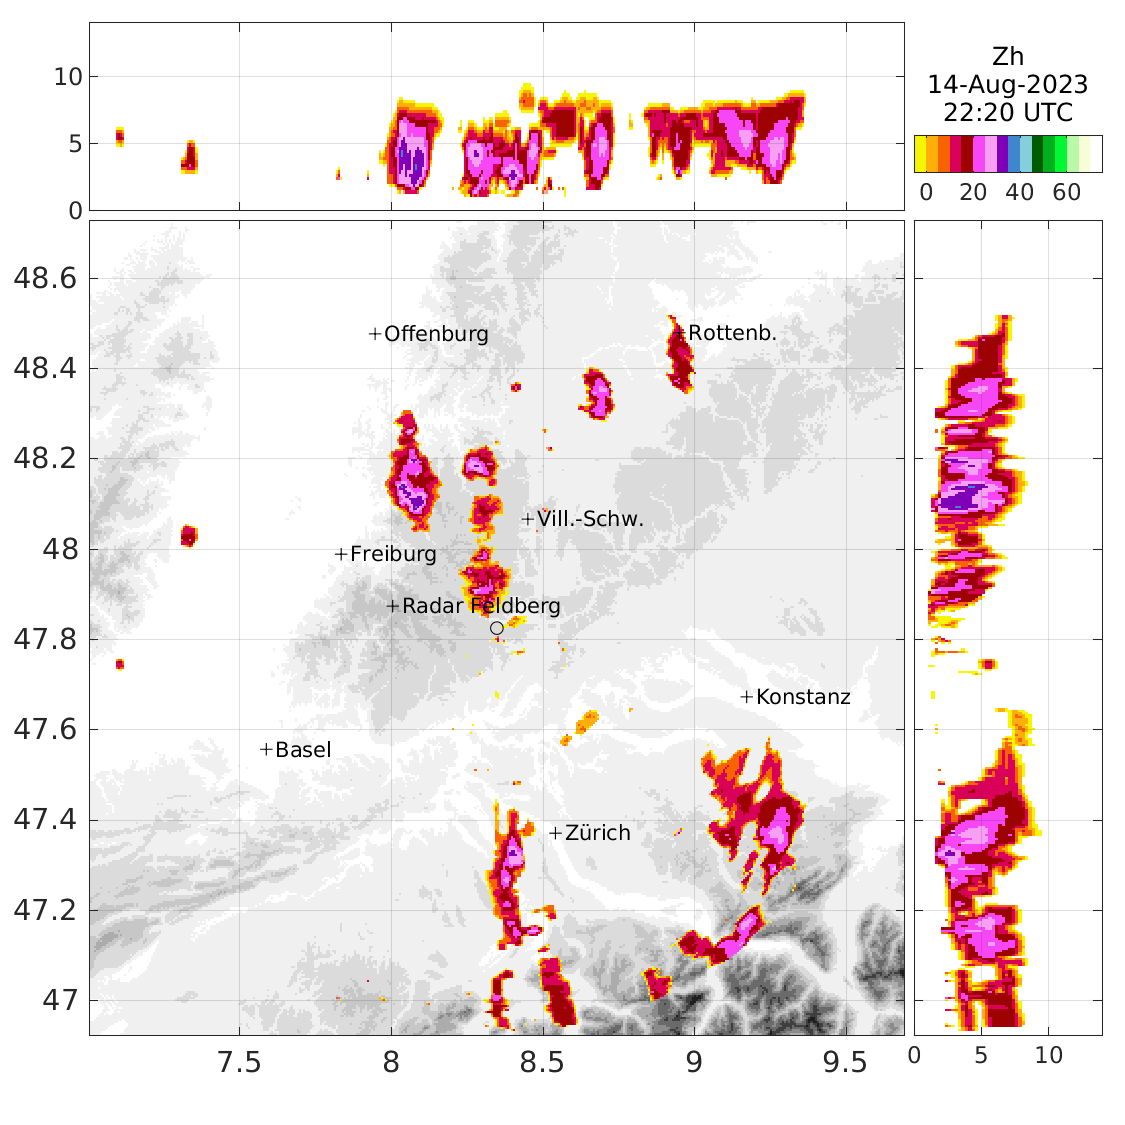 Zh
14-Aug-2023
22:20 UTC
0 20 40 60
10
5
0
48.6
48.4
48.2
48
47.8
47.6
47.4
47.2
47
+Offenburg
+Rottenb.
+Vill.-Schw.
+Freiburg
+Radar Feldberg
+Konstanz
+Basel
+Zürich
7.5 8 8.5 9 9.5
0 5 10